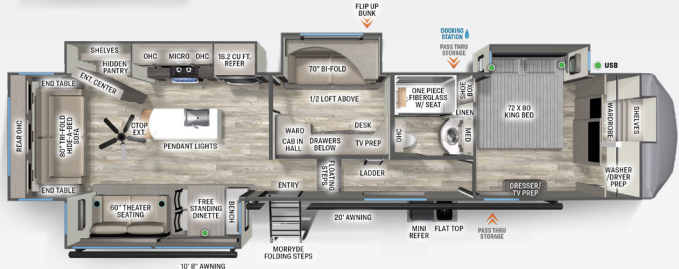 FLIP UP
BUNK
DOCKING
STATION
PASS THRU
STORAGE
SHELVES
HIDDEN
PANTRY
OHC
MICRO
OHC
16.2 CU FT.
REFER
70" BI-FOLD
USB
END TABLE
ENT. CENTER
ONE PIECE
FIBERGLASS
W/ SEAT
SHOE
BOX
LINEN
72 X 80
KING BED
WARDROBE
SHELVES
REAR OHC
80" TRI-FOLD
HIDE-A-BED
SOFA
CTOP
EXT.
PENDANT LIGHTS
1/2 LOFT ABOVE
WARD
CAB IN
HALL
DESK
DRAWERS
BELOW
TV PREP
OHC
MED
END TABLE
60" THEATER
SEATING
FREE
STANDING
DINETTE
BENCH
ENTRY
FLOATING
STEPS
LADDER
DRESSER/
TV PREP
WASHER
/DRYER
PREP
20' AWNING
MORRYDE
FOLDING STEPS
MINI
REFER
FLAT TOP
PASS THRU
STORAGE
10' 8" AWNING